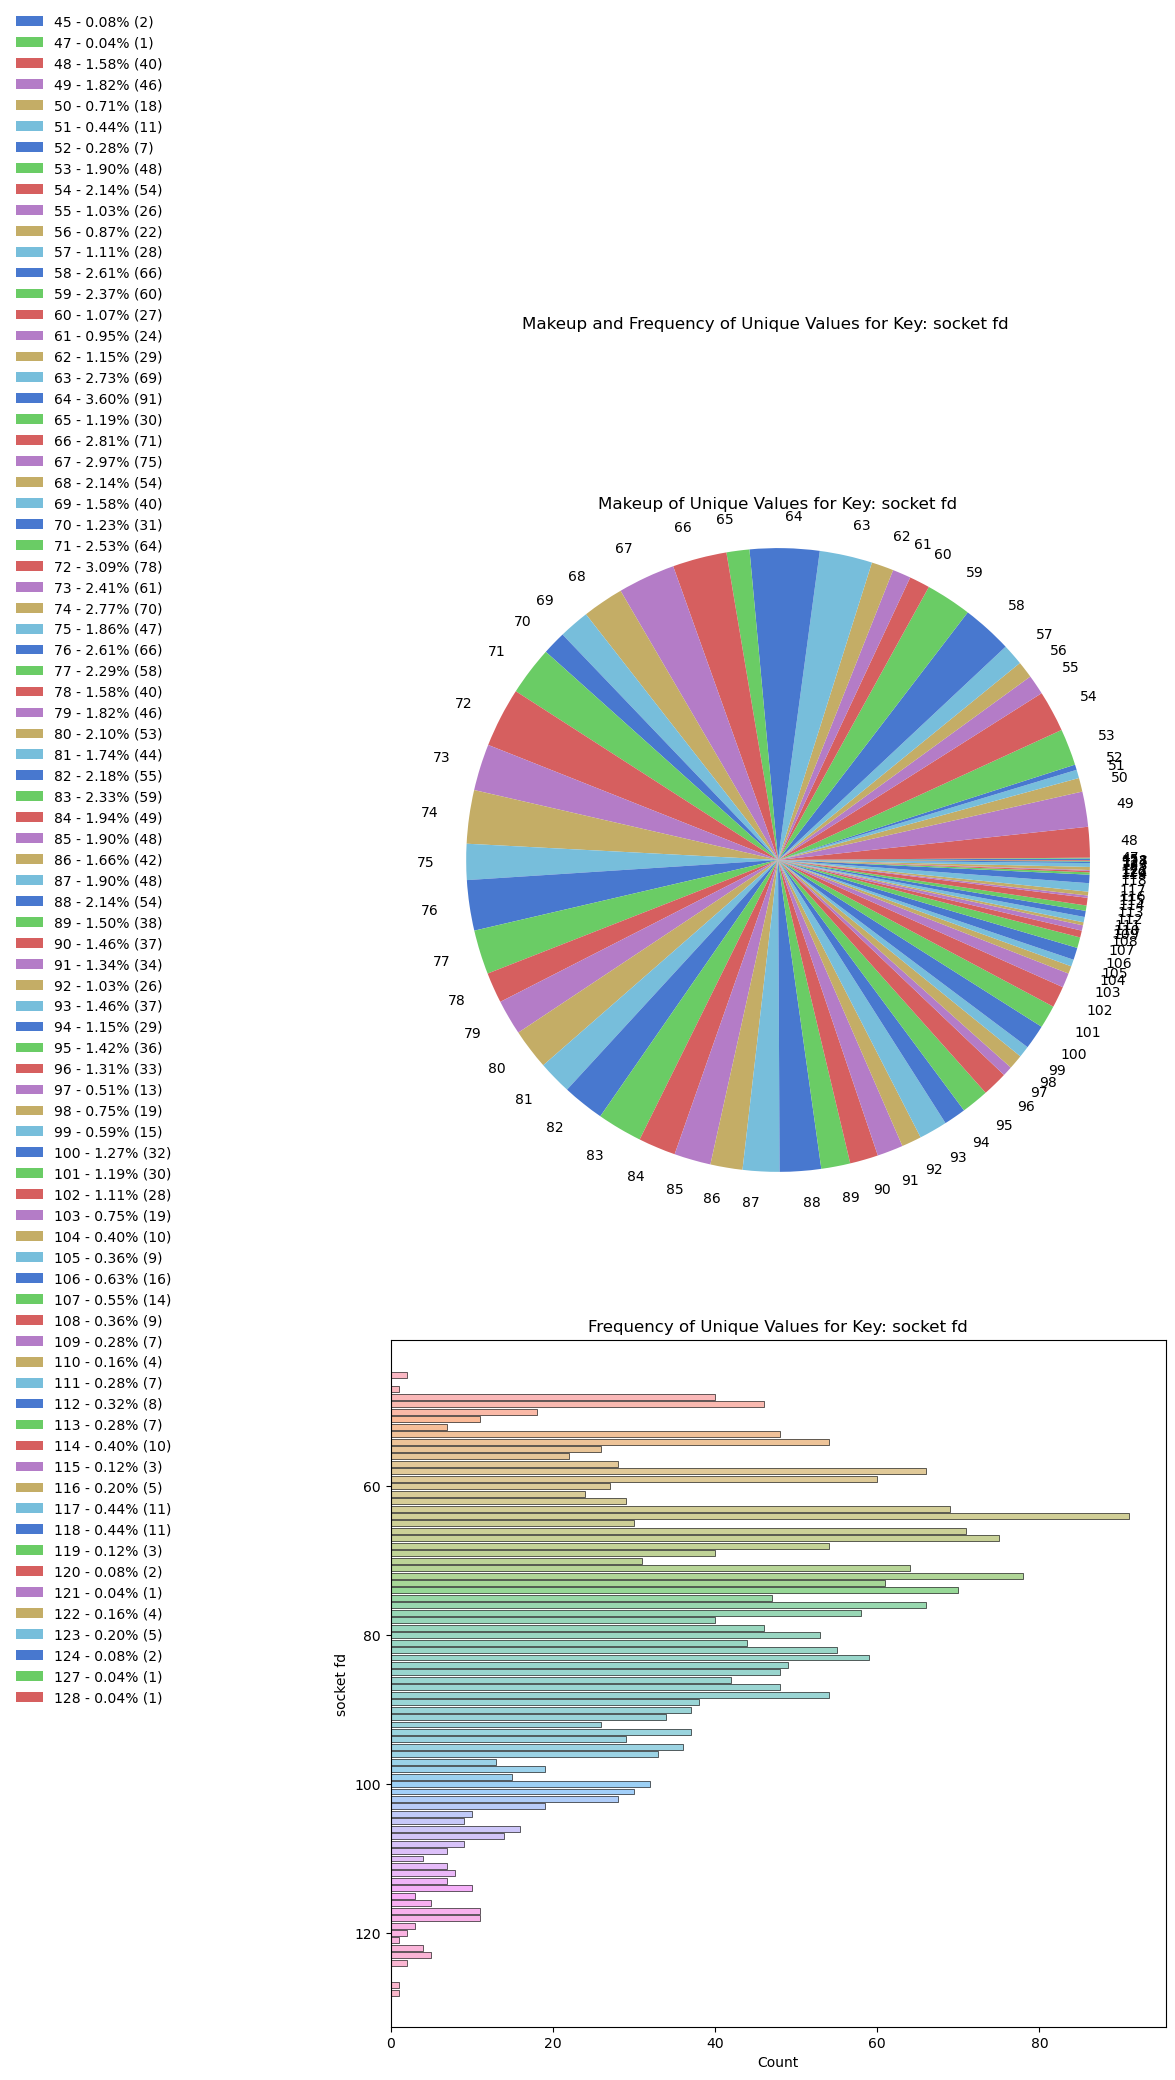 45 - 0.08% (2)
47 - 0.04% (1)
48 - 1.58% (40)
49 - 1.82% (46)
50 - 0.71% (18)
51 - 0.44% (11)
52 - 0.28% (7)
53 - 1.90% (48)
54 - 2.14% (54)
55 - 1.03% (26)
56 - 0.87% (22)
57 - 1.11% (28)
58 - 2.61% (66)
59 - 2.37% (60)
60 - 1.07% (27)
61 - 0.95% (24)
62 - 1.15% (29)
63 - 2.73% (69)
64 - 3.60% (91)
65 - 1.19% (30)
66 - 2.81% (71)
67 - 2.97% (75)
68 - 2.14% (54)
69 - 1.58% (40)
70 - 1.23% (31)
71 - 2.53% (64)
72 - 3.09% (78)
73 - 2.41% (61)
74 - 2.77% (70)
75 - 1.86% (47)
76 - 2.61% (66)
77 - 2.29% (58)
78 - 1.58% (40)
79 - 1.82% (46)
80 - 2.10% (53)
81 - 1.74% (44)
82 - 2.18% (55)
83 - 2.33% (59)
84 - 1.94% (49)
85 - 1.90% (48)
86 - 1.66% (42)
87 - 1.90% (48)
88 - 2.14% (54)
89 - 1.50% (38)
90 - 1.46% (37)
91 - 1.34% (34)
92 - 1.03% (26)
93 - 1.46% (37)
94 - 1.15% (29)
95 - 1.42% (36)
96 - 1.31% (33)
97 - 0.51% (13)
98 - 0.75% (19)
99 - 0.59% (15)
100 - 1.27% (32)
101 - 1.19% (30)
102 - 1.11% (28)
103 - 0.75% (19)
104 - 0.40% (10)
105 - 0.36% (9)
106 - 0.63% (16)
107 - 0.55% (14)
108 - 0.36% (9)
109 - 0.28% (7)
110 - 0.16% (4)
111 - 0.28% (7)
112 - 0.32% (8)
113 - 0.28% (7)
114 - 0.40% (10)
115 - 0.12% (3)
116 - 0.20% (5)
117 - 0.44% (11)
118 - 0.44% (11)
119 - 0.12% (3)
120 - 0.08% (2)
121 - 0.04% (1)
122 - 0.16% (4)
123 - 0.20% (5)
124 - 0.08% (2)
127 - 0.04% (1)
128 - 0.04% (1)
Makeup and Frequency of Unique Values for Key: socket fd
Makeup of Unique Values for Key: socket fd
48
49
50
51
52
53
54
55
56
57
58
59
60
61
62
63
64
65
66
67
68
69
70
71
72
73
74
75
76
77
78
79
80
81
82
83
84
85
86
87
88
89
90
91
92
93
94
95
96
97
98
99
100
101
102
103
104
105
106
107
108
Frequency of Unique Values for Key: socket fd
socket fd
60
80
100
120
0
20
40
60
80
Count